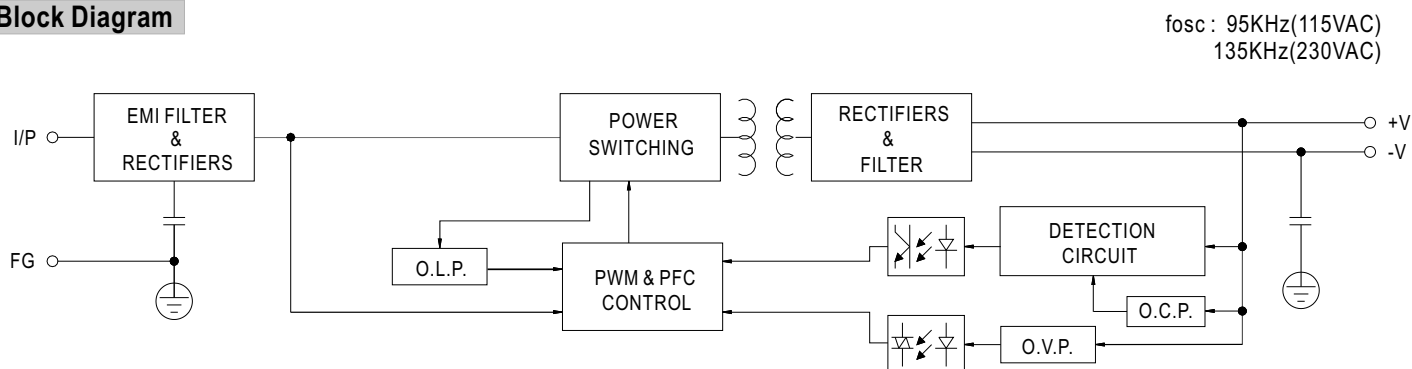 Block Diagram
fosc : 95KHz(115VAC)
135KHz(230VAC)
I/P
EMI FILTER
&
RECTIFIERS
POWER
SWITCHING
RECTIFIERS
&
FILTER
+V
-V
FG
O.L.P.
PWM & PFC
CONTROL
DETECTION
CIRCUIT
O.C.P.
O.V.P.